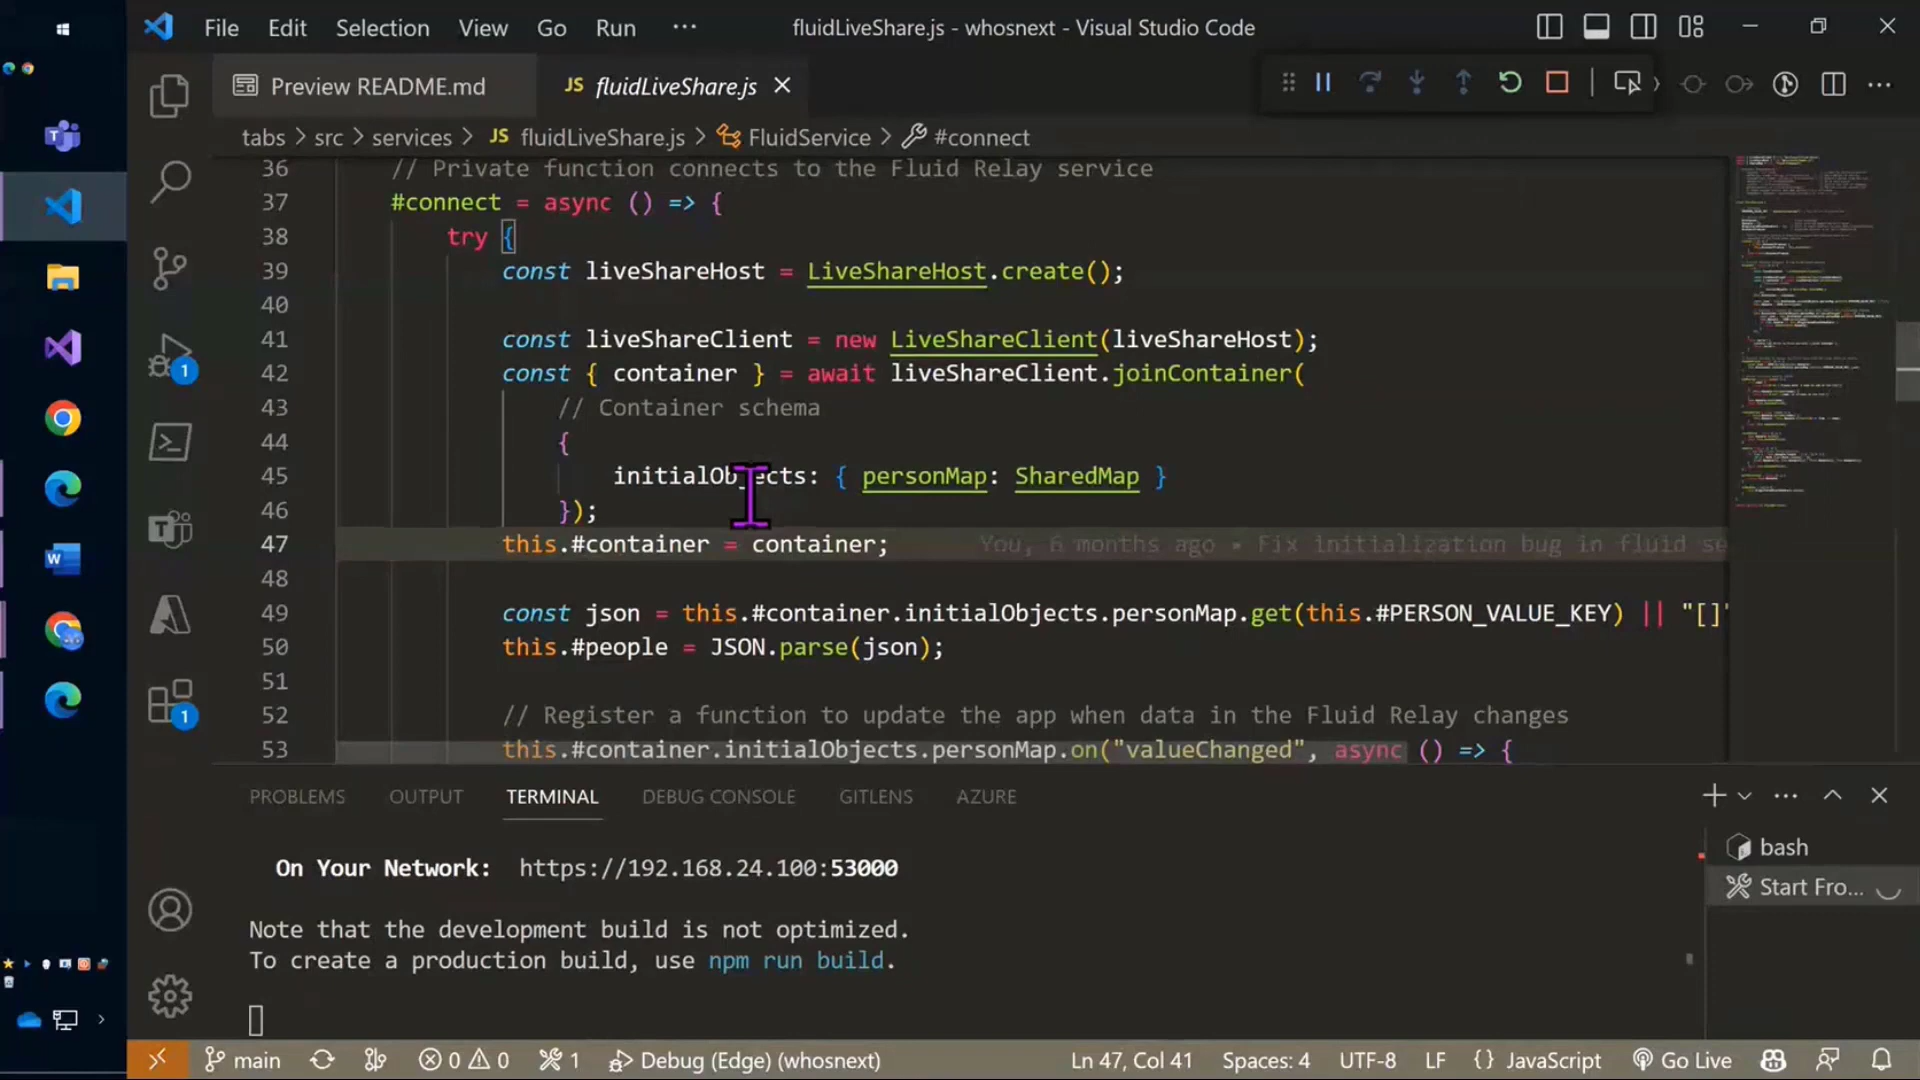 File Edit Selection View Go Run ··· fluidLiveShare.js - whosnext - Visual Studio Code
Preview README.md JS fluidLiveShare.js
tabs > src > services > JS fluidLiveShare.js > FluidService > #connect
36 // Private function connects to the Fluid Relay service
37 #connect = async () => {
38 try {
39 const liveShareHost = LiveShareHost.create();
40
41 const liveShareClient = new LiveShareClient(liveShareHost);
42 const { container } = await liveShareClient.joinContainer(
43 // Container schema
44 {
45 initialObjects: { personMap: SharedMap }
46 });
47 this.#container = container; You, 6 months ago • Fix initialization bug in fluid se
48
49 const json = this.#container.initialObjects.personMap.get(this.#PERSON_VALUE_KEY) || "[]"
50 this.#people = JSON.parse(json);
51
52 // Register a function to update the app when data in the Fluid Relay changes
53 this.#container.initialObjects.personMap.on("valueChanged", async () => {
PROBLEMS OUTPUT TERMINAL DEBUG CONSOLE GITLENS AZURE
On Your Network: https://192.168.24.100:53000
Note that the development build is not optimized.
To create a production build, use npm run build.
bash
Start Fro...
1
1
main 0 0 1 Debug (Edge) (whosnext) Ln 47, Col 41 Spaces: 4 UTF-8 LF {} JavaScript Go Live